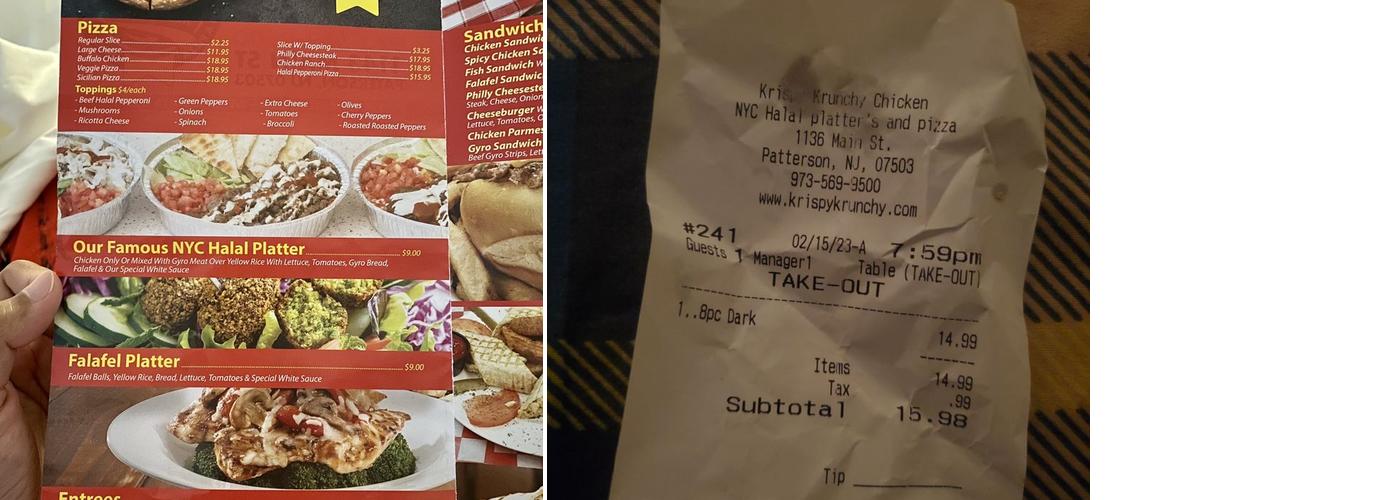 Pizza
Regular Slice $2.25
Large Cheese $11.95
Buffalo Chicken $18.95
Veggie Pizza $18.95
Sicilian Pizza $18.95
Slice W/ Topping $3.25
Philly Cheesesteak $17.95
Chicken Ranch $18.95
Halal Pepperoni Pizza $15.95
Toppings $4/each
- Beef Halal Pepperoni
- Mushrooms
- Ricotta Cheese
- Green Peppers
- Onions
- Spinach
- Extra Cheese
- Tomatoes
- Broccoli
- Olives
- Cherry Peppers
- Roasted Roasted Peppers
Our Famous NYC Halal Platter $9.00
Chicken Only Or Mixed With Gyro Meat Over Yellow Rice With Lettuce, Tomatoes, Gyro Bread,
Falafel & Our Special White Sauce
Falafel Platter $9.00
Falafel Balls, Yellow Rice, Bread, Lettuce, Tomatoes & Special White Sauce
Entrees
Sandwich
Chicken Sandwi
Spicy Chicken Sa
Fish Sandwich W
Falafel Sandwic
Philly Cheesest
Steak, Cheese, Onion
Cheeseburger W
Lettuce, Tomatoes, O
Chicken Parmes
Gyro Sandwich
Beef Gyro Strips, Lett
Kris Krunchy Chicken
NYC Halal platter's and pizza
1136 Main St.
Patterson, NJ, 07503
973-569-9500
www.krispykrunchy.com
#241 02/15/23-A 7:59pm
Guests 1 Manager1 Table (TAKE-OUT)
TAKE-OUT
1..8pc Dark 14.99
Items 14.99
Tax .99
Subtotal 15.98
Tip